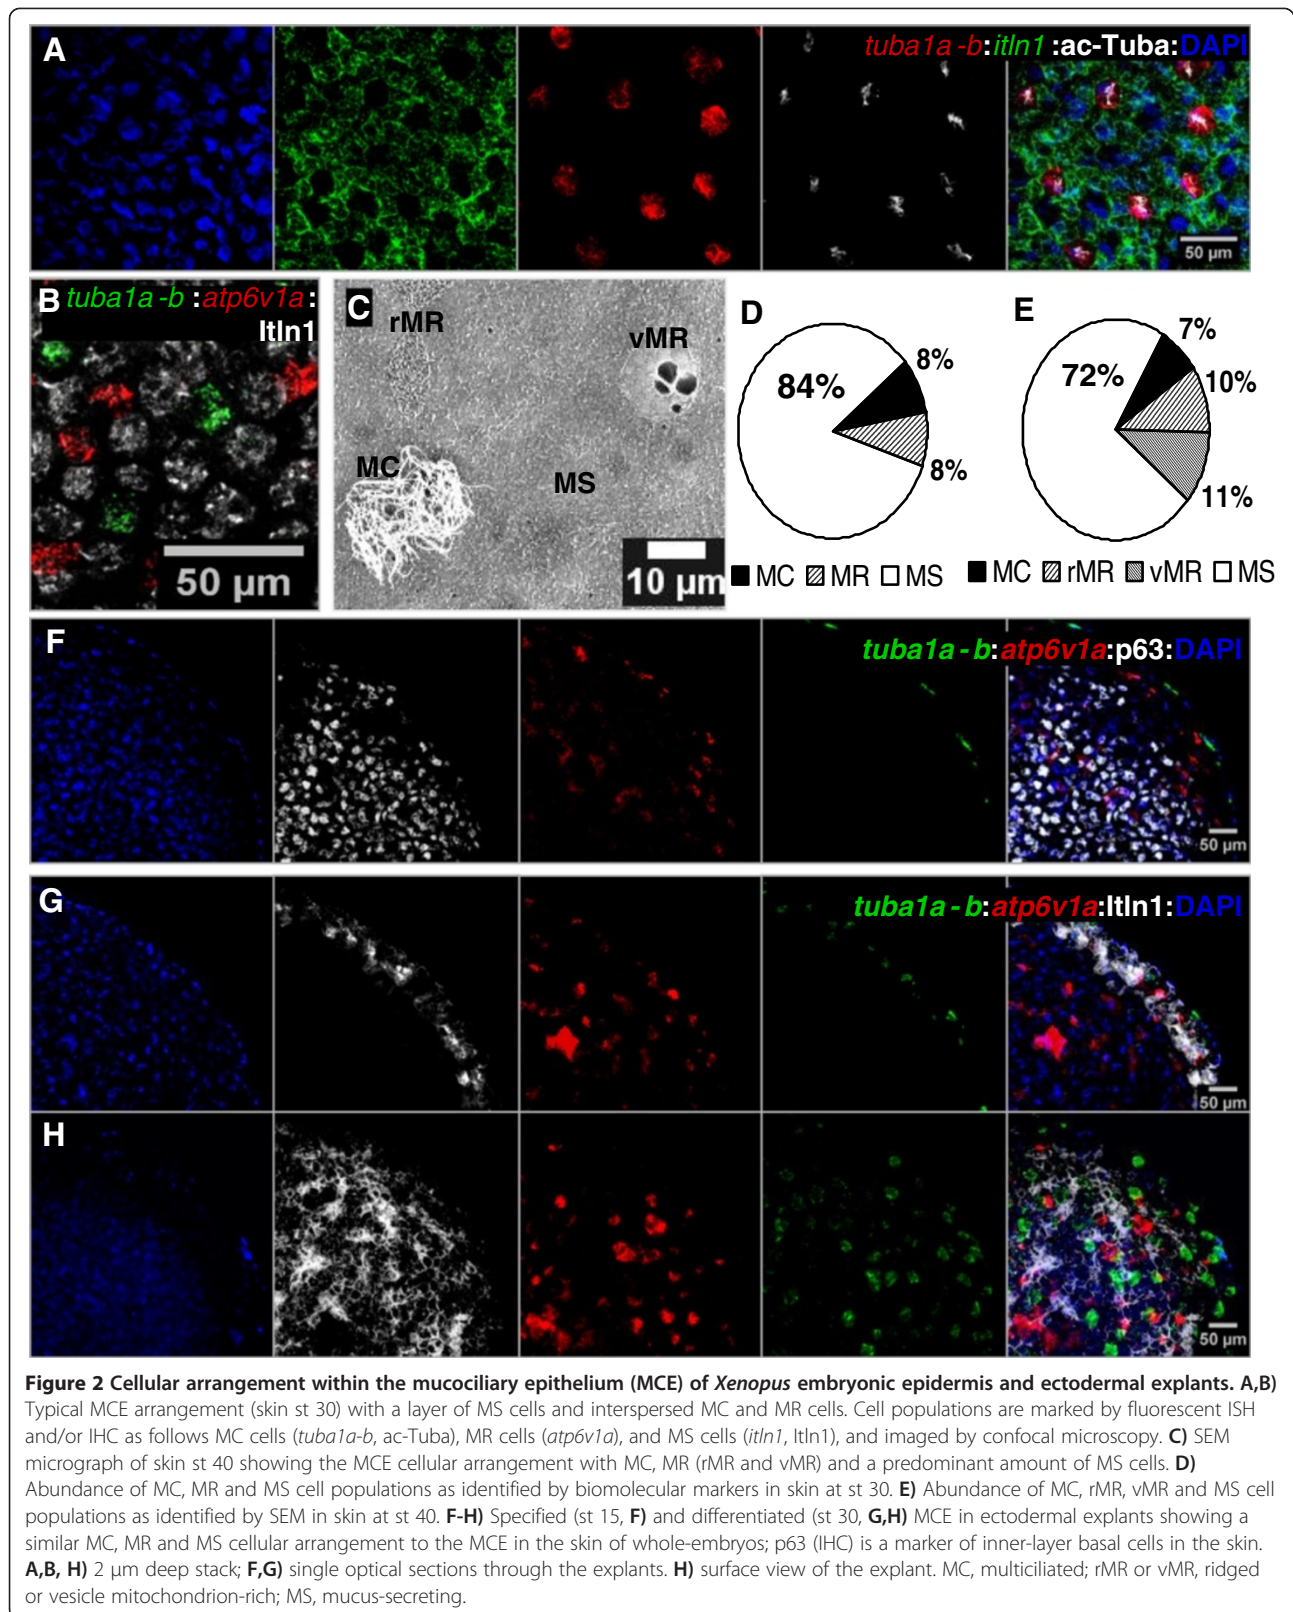 A
tuba1a-b:itln1:ac-Tuba:DAPI
50 µm
B tuba1a-b:atp6v1a:
Itln1
50 µm
C
rMR
vMR
MC
MS
10 µm
D
84%
8%
8%
MC MR MS
E
72%
7%
10%
11%
MC rMR vMR MS
F
tuba1a-b:atp6v1a:p63:DAPI
50 µm
G
tuba1a-b:atp6v1a:Itln1:DAPI
50 µm
H
50 µm
Figure 2 Cellular arrangement within the mucociliary epithelium (MCE) of Xenopus embryonic epidermis and ectodermal explants. A,B)
Typical MCE arrangement (skin st 30) with a layer of MS cells and interspersed MC and MR cells. Cell populations are marked by fluorescent ISH
and/or IHC as follows MC cells (tuba1a-b, ac-Tuba), MR cells (atp6v1a), and MS cells (itln1, Itln1), and imaged by confocal microscopy. C) SEM
micrograph of skin st 40 showing the MCE cellular arrangement with MC, MR (rMR and vMR) and a predominant amount of MS cells. D)
Abundance of MC, MR and MS cell populations as identified by biomolecular markers in skin at st 30. E) Abundance of MC, rMR, vMR and MS cell
populations as identified by SEM in skin at st 40. F-H) Specified (st 15, F) and differentiated (st 30, G,H) MCE in ectodermal explants showing a
similar MC, MR and MS cellular arrangement to the MCE in the skin of whole-embryos; p63 (IHC) is a marker of inner-layer basal cells in the skin.
A,B, H) 2 µm deep stack; F,G) single optical sections through the explants. H) surface view of the explant. MC, multiciliated; rMR or vMR, ridged
or vesicle mitochondrion-rich; MS, mucus-secreting.